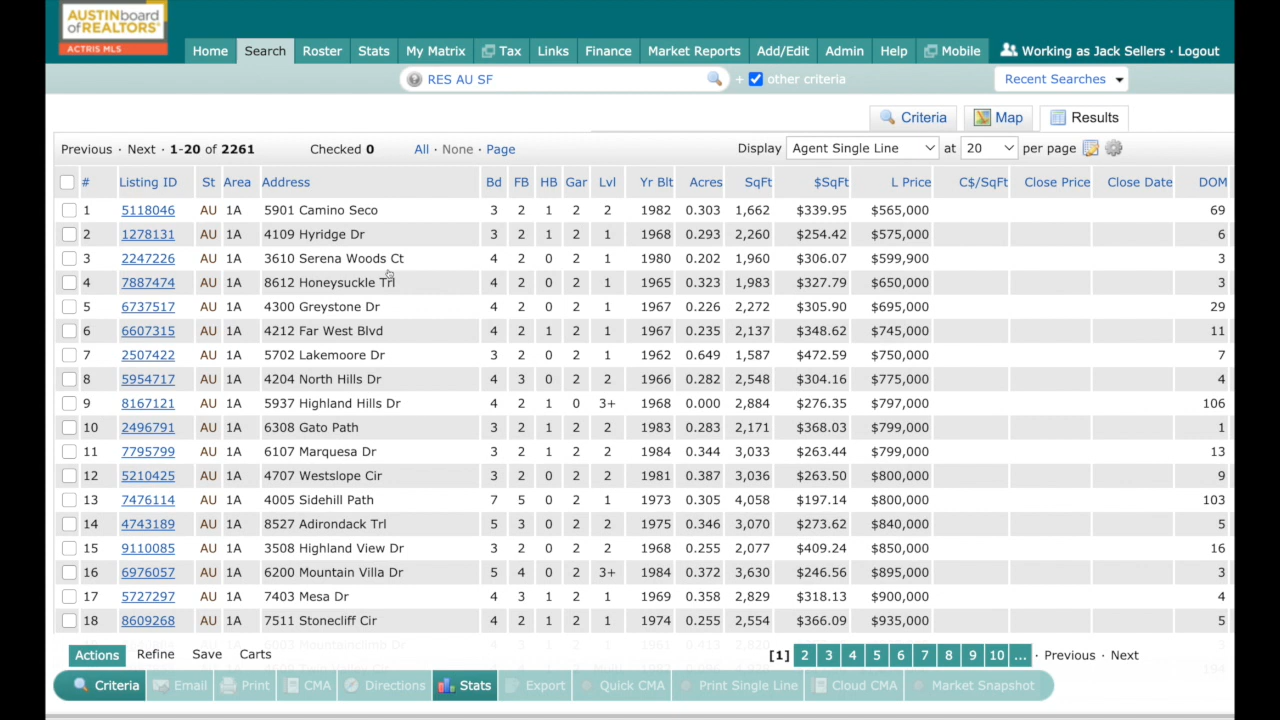 AUSTINboard
of REALTORS®
ACTRIS MLS
Home Search Roster Stats My Matrix Tax Links Finance Market Reports Add/Edit Admin Help Mobile Working as Jack Sellers · Logout
RES AU SF + other criteria Recent Searches
Criteria Map Results
Previous · Next · 1-20 of 2261 Checked 0 All · None · Page Display Agent Single Line at 20 per page
# Listing ID St Area Address Bd FB HB Gar Lvl Yr Blt Acres SqFt $SqFt L Price C$/SqFt Close Price Close Date DOM
1 5118046 AU 1A 5901 Camino Seco 3 2 1 2 2 1982 0.303 1,662 $339.95 $565,000 69
2 1278131 AU 1A 4109 Hyridge Dr 3 2 1 2 1 1968 0.293 2,260 $254.42 $575,000 6
3 2247226 AU 1A 3610 Serena Woods Ct 4 2 0 2 1 1980 0.202 1,960 $306.07 $599,900 3
4 7887474 AU 1A 8612 Honeysuckle Trl 4 2 0 2 1 1965 0.323 1,983 $327.79 $650,000 3
5 6737517 AU 1A 4300 Greystone Dr 4 2 0 2 1 1967 0.226 2,272 $305.90 $695,000 29
6 6607315 AU 1A 4212 Far West Blvd 4 2 1 2 1 1967 0.235 2,137 $348.62 $745,000 11
7 2507422 AU 1A 5702 Lakemoore Dr 3 2 0 2 1 1962 0.649 1,587 $472.59 $750,000 7
8 5954717 AU 1A 4204 North Hills Dr 4 3 0 2 2 1966 0.282 2,548 $304.16 $775,000 4
9 8167121 AU 1A 5937 Highland Hills Dr 4 2 1 0 3+ 1968 0.000 2,884 $276.35 $797,000 106
10 2496791 AU 1A 6308 Gato Path 3 2 1 2 2 1983 0.283 2,171 $368.03 $799,000 1
11 7795799 AU 1A 6107 Marquesa Dr 3 2 1 2 2 1984 0.344 3,033 $263.44 $799,000 13
12 5210425 AU 1A 4707 Westslope Cir 3 2 0 2 2 1981 0.387 3,036 $263.50 $800,000 9
13 7476114 AU 1A 4005 Sidehill Path 7 5 0 2 1 1973 0.305 4,058 $197.14 $800,000 103
14 4743189 AU 1A 8527 Adirondack Trl 5 3 0 2 2 1975 0.346 3,070 $273.62 $840,000 5
15 9110085 AU 1A 3508 Highland View Dr 3 2 0 2 2 1968 0.255 2,077 $409.24 $850,000 16
16 6976057 AU 1A 6200 Mountain Villa Dr 5 4 0 2 3+ 1984 0.372 3,630 $246.56 $895,000 3
17 5727297 AU 1A 7403 Mesa Dr 4 3 1 2 1 1969 0.358 2,829 $318.13 $900,000 4
18 8609268 AU 1A 7511 Stonecliff Cir 4 2 1 2 1 1974 0.255 2,554 $366.09 $935,000 5
Actions Refine Save Carts [1] 2 3 4 5 6 7 8 9 10 ... · Previous · Next
Criteria Email Print CMA Directions Stats Export Quick CMA Print Single Line Cloud CMA Market Snapshot